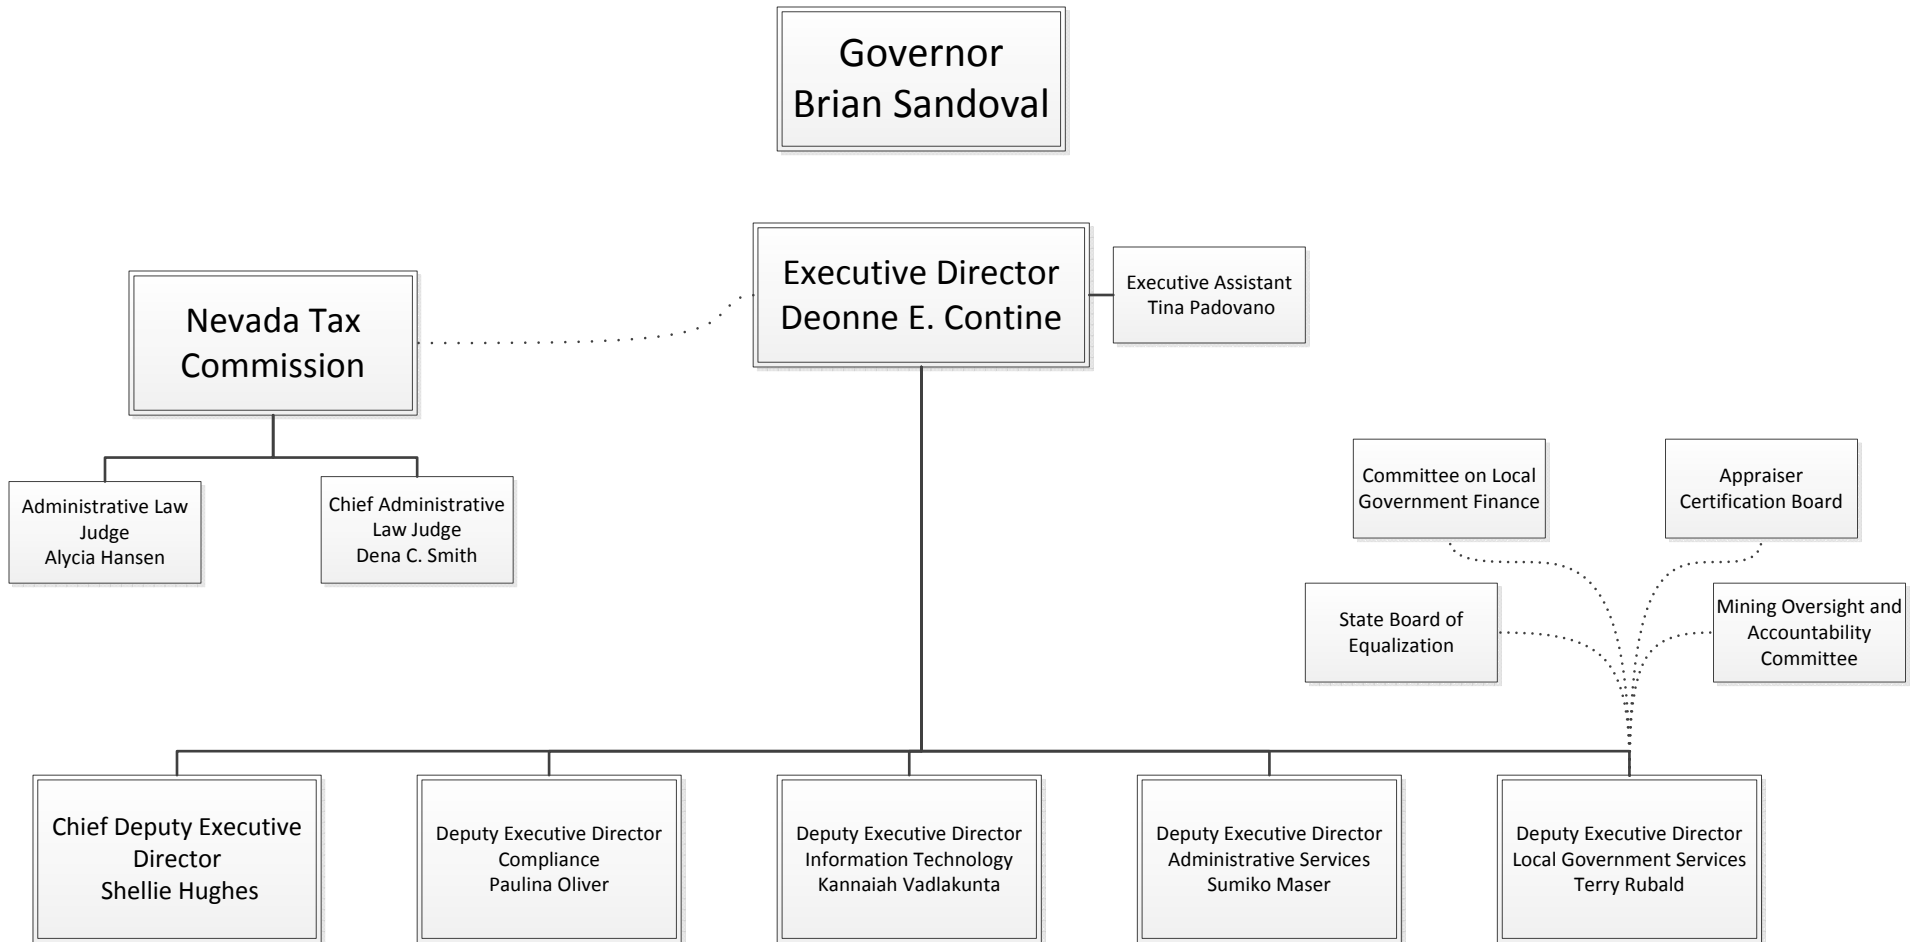 Governor
Brian Sandoval
Executive Director
Deonne E. Contine
Executive Assistant
Tina Padovano
Nevada Tax
Commission
Administrative Law
Judge
Alycia Hansen
Chief Administrative
Law Judge
Dena C. Smith
Committee on Local
Government Finance
Appraiser
Certification Board
State Board of
Equalization
Mining Oversight and
Accountability
Committee
Chief Deputy Executive
Director
Shellie Hughes
Deputy Executive Director
Compliance
Paulina Oliver
Deputy Executive Director
Information Technology
Kannaiah Vadlakunta
Deputy Executive Director
Administrative Services
Sumiko Maser
Deputy Executive Director
Local Government Services
Terry Rubald